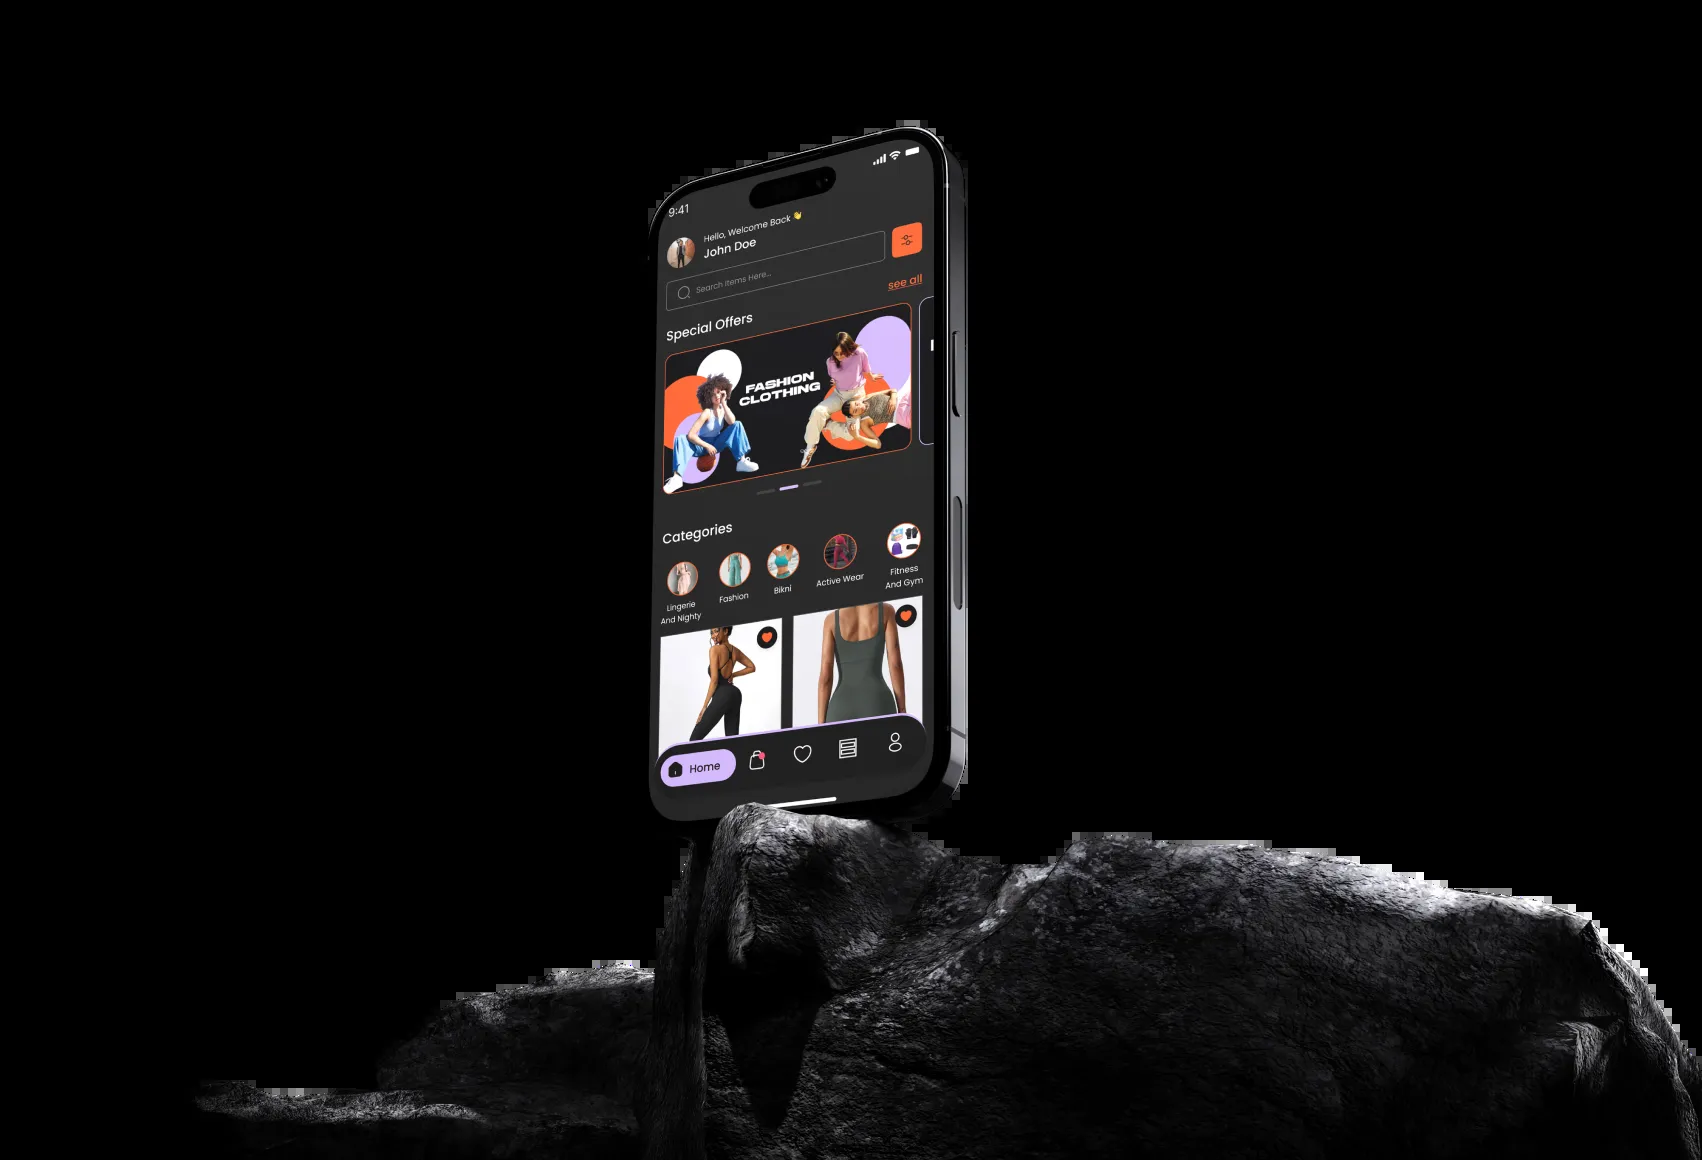 9:41
Hello, Welcome Back 👋
John Doe
Search Items Here...
Special Offers
see all
FASHION
CLOTHING
Categories
Lingerie
And Nighty
Fashion
Bikni
Active Wear
Fitness
And Gym
Home